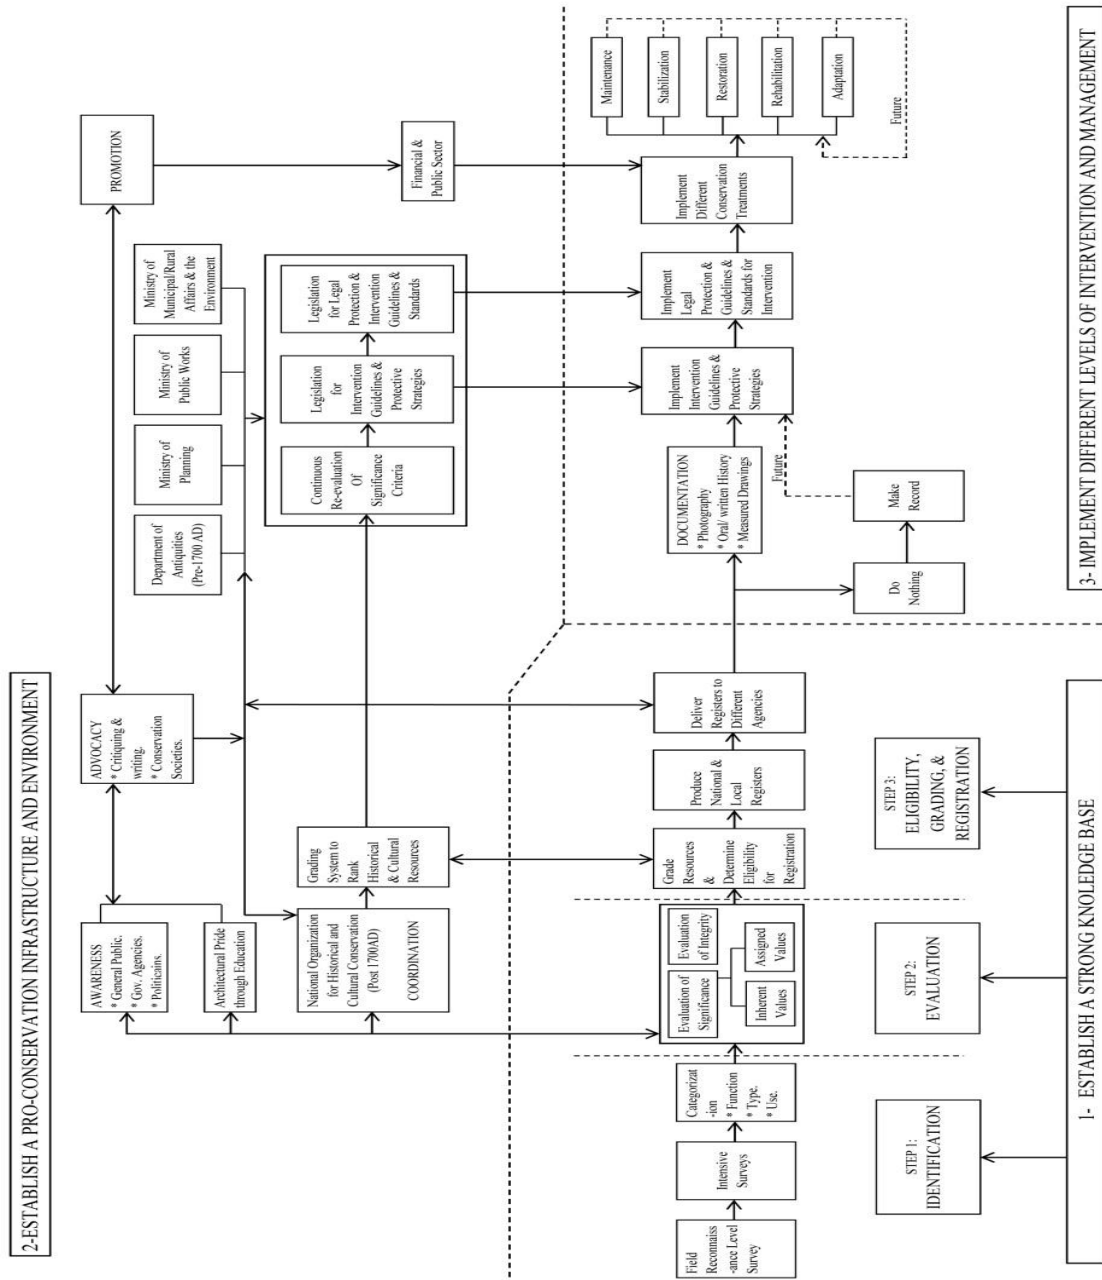 2-ESTABLISH A PRO-CONSERVATION INFRASTRUCTURE AND ENVIRONMENT
AWARENESS
* General Public.
* Gov. Agencies.
* Politicains.
Architectural Pride
through Education
ADVOCACY
* Critiquing &
writing.
* Conservation
Societies.
PROMOTION
Department of
Antiquities
(Pre-1700 AD)
Ministry of
Planning
Ministry of
Public Works
Ministry of
Municipal/Rural
Affairs & the
Environment
National Organization
for Historical and
Cultural Conservation
(Post 1700AD)
COORDINATION
Grading
System to
Rank
Historical
& Cultural
Resources
Continuous
Re-evaluation
Of
Significance
Criteria
Legislation
for
Intervention
Guidelines &
Protective
Strategies
Legislation
for Legal
Protection &
Intervention
Guidelines &
Standards
Financial &
Public Sector
Field
Reconnaiss
-ance Level
Survey
Intensive
Surveys
Categorizat
-ion
* Function
* Type.
* Use.
Evaluation of
Significance
Evaluation
of Integrity
Inherent
Values
Assigned
Values
Grade
Resources
&
Determine
Eligibility
for
Registration
Produce
National &
Local
Registers
Deliver
Registers to
Different
Agencies
DOCUMENTATION
* Photography
* Oral/ written History
* Measured Drawings
Do
Nothing
Make
Record
Future
Implement
Intervention
Guidelines &
Protective
Strategies
Implement
Legal
Protection &
Guidelines &
Standards for
Intervention
Implement
Different
Conservation
Treatments
Maintenance
Stabilization
Restoration
Rehabilitation
Adaptation
Future
STEP 1:
IDENTIFICATION
STEP 2:
EVALUATION
STEP 3:
ELIGIBILITY,
GRADING, &
REGISTRATION
1- ESTABLISH A STRONG KNOLEDGE BASE
3- IMPLEMENT DIFFERENT LEVELS OF INTERVENTION AND MANAGEMENT